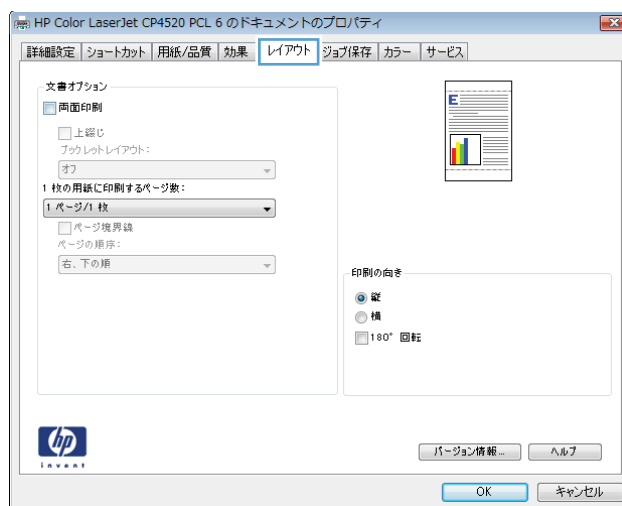 HP Color LaserJet CP4520 PCL 6 のドキュメントのプロパティ
詳細設定 ショートカット 用紙/品質 効果 レイアウト ジョブ保存 カラー サービス
文書オプション
両面印刷
上綴じ
ブックレットレイアウト:
オフ
1 枚の用紙に印刷するページ数:
1 ページ/1 枚
ページ境界線
ページの順序:
右、下の順
E
印刷の向き
縦
横
180° 回転
hp
invent
バージョン情報...
ヘルプ
OK
キャンセル